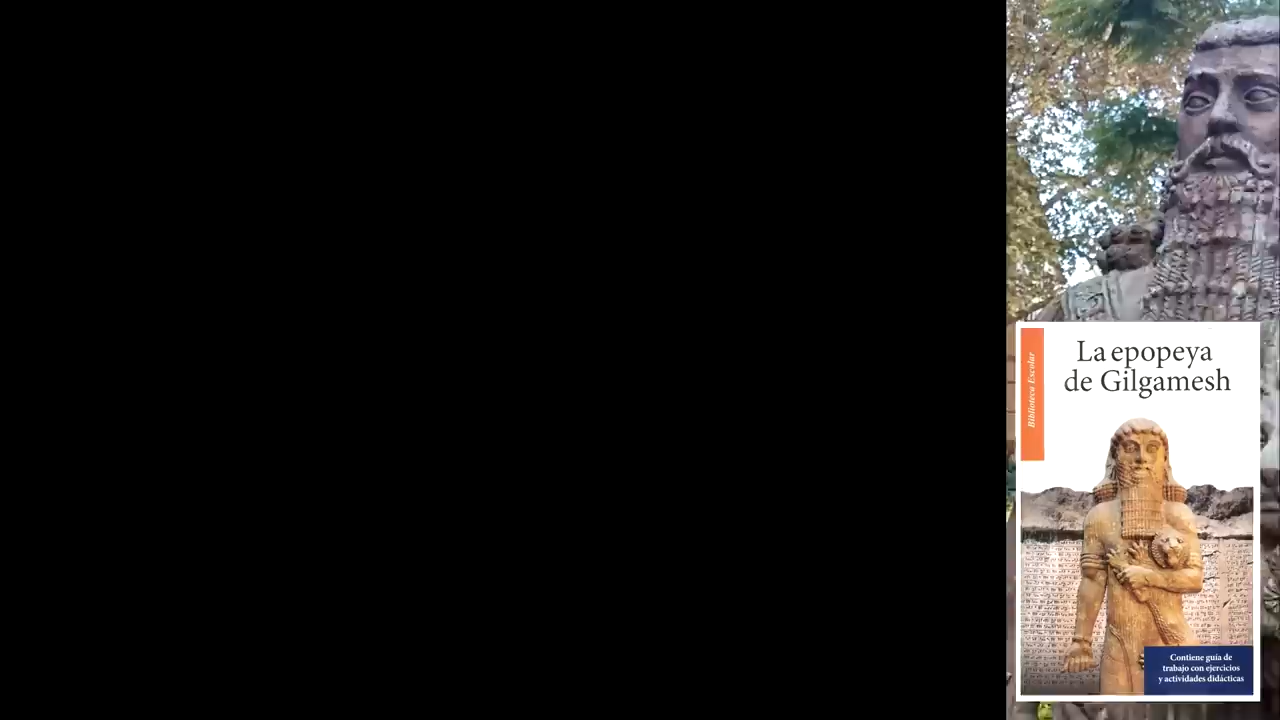 La epopeya
de Gilgamesh
Biblioteca Escolar
Contiene guía de
trabajo con ejercicios
y actividades didácticas